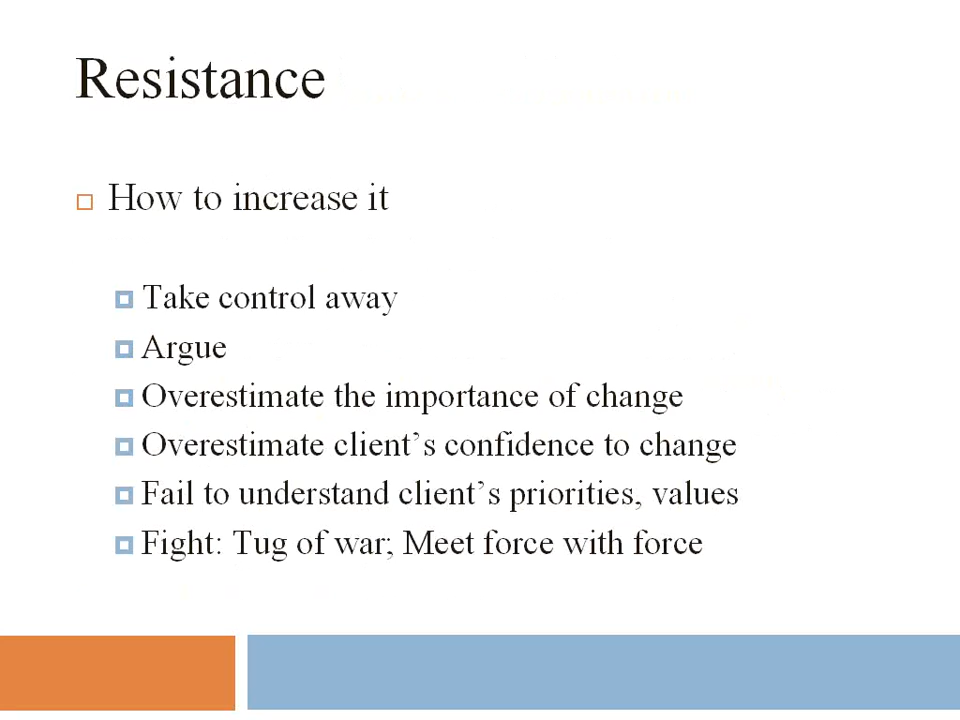 Resistance
How to increase it
Take control away
Argue
Overestimate the importance of change
Overestimate client's confidence to change
Fail to understand client's priorities, values
Fight: Tug of war; Meet force with force